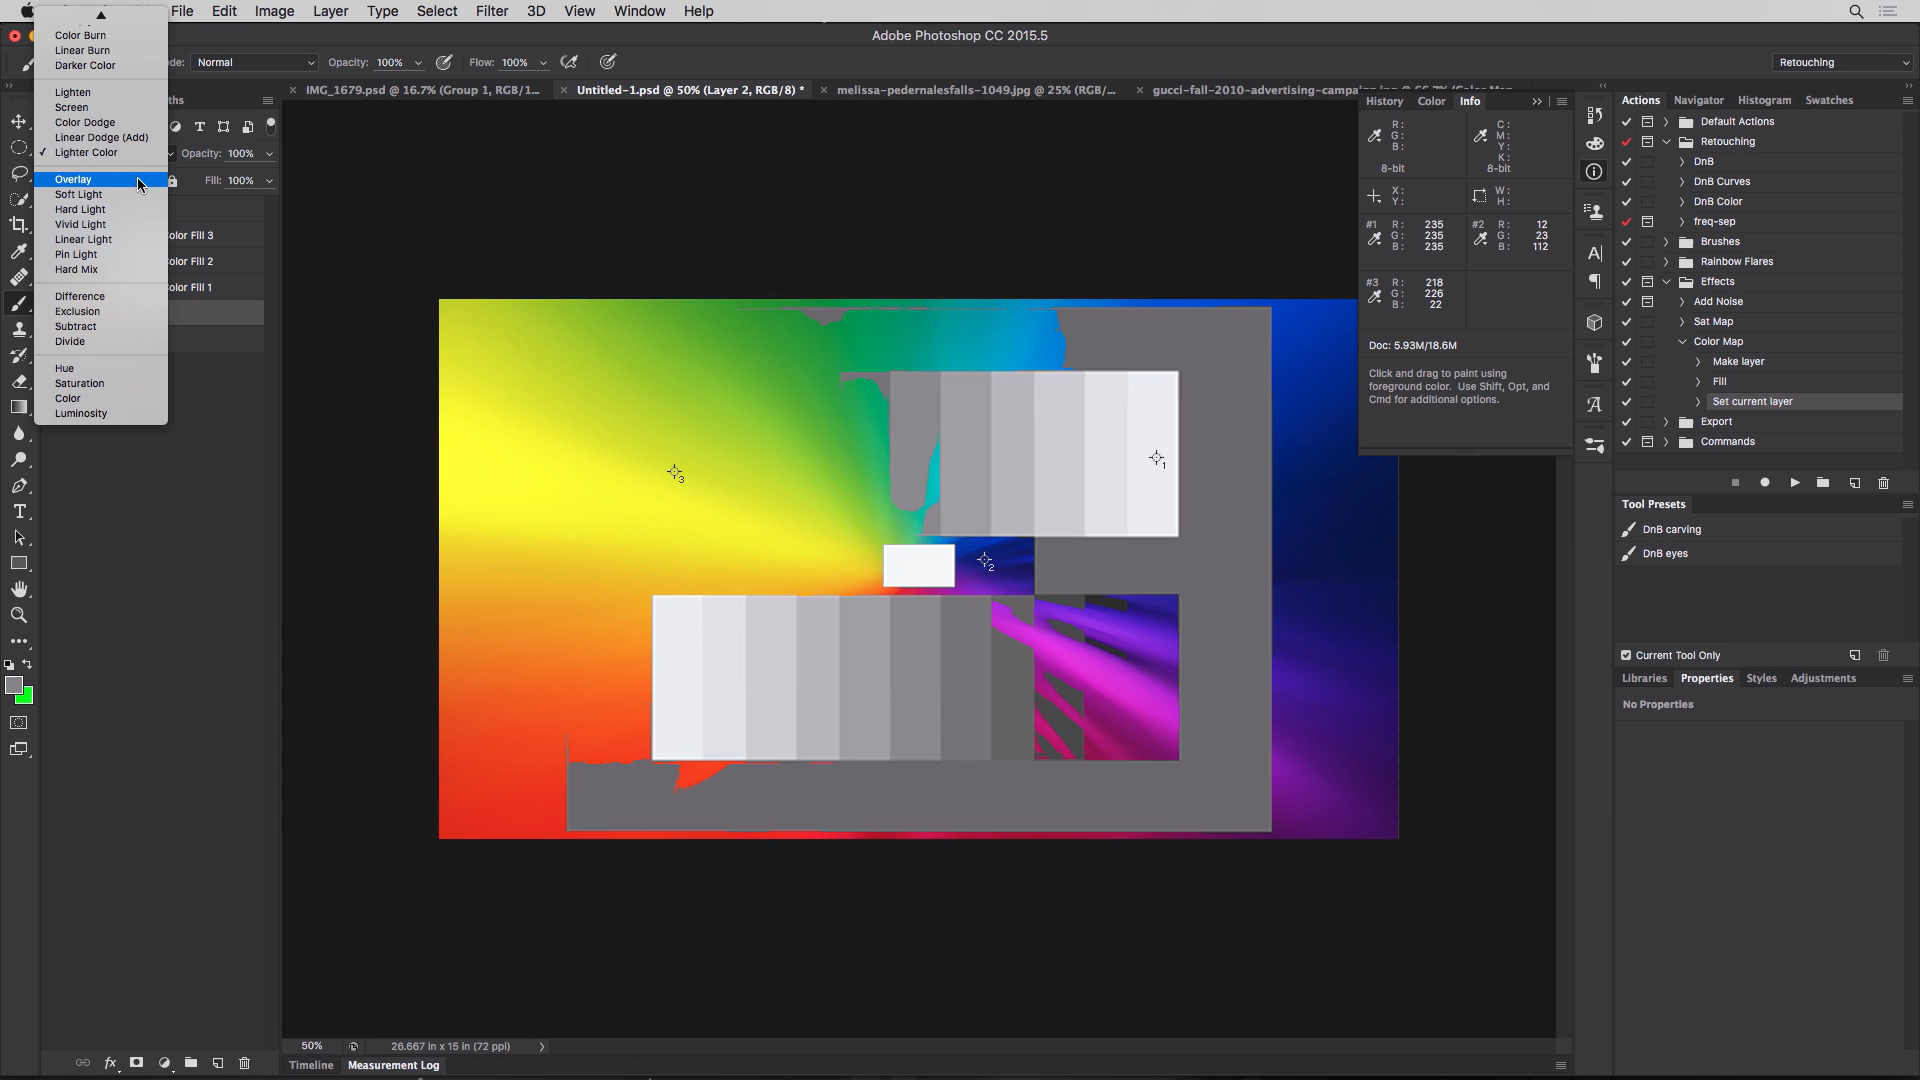 File Edit Image Layer Type Select Filter 3D View Window Help
Adobe Photoshop CC 2015.5
Color Burn
Linear Burn
Darker Color
Lighten
Screen
Color Dodge
Linear Dodge (Add)
✓ Lighter Color
Overlay
Soft Light
Hard Light
Vivid Light
Linear Light
Pin Light
Hard Mix
Difference
Exclusion
Subtract
Divide
Hue
Saturation
Color
Luminosity
de: Normal Opacity: 100% Flow: 100% Retouching
IMG_1679.psd @ 16.7% (Group 1, RGB/1... Untitled-1.psd @ 50% (Layer 2, RGB/8) * melissa-pedernalesfalls-1049.jpg @ 25% (RGB/...
ths
Opacity: 100%
Fill: 100%
olor Fill 3
olor Fill 2
olor Fill 1
History Color Info
R: C:
G: M:
B: Y:
K:
8-bit 8-bit
X: W:
Y: H:
#1 R: 235 #2 R: 12
G: 235 G: 23
B: 235 B: 112
#3 R: 218
G: 226
B: 22
Doc: 5.93M/18.6M
Click and drag to paint using
foreground color. Use Shift, Opt, and
Cmd for additional options.
1
2
3
Actions Navigator Histogram Swatches
Default Actions
Retouching
DnB
DnB Curves
DnB Color
freq-sep
Brushes
Rainbow Flares
Effects
Add Noise
Sat Map
Color Map
Make layer
Fill
Set current layer
Export
Commands
Tool Presets
DnB carving
DnB eyes
Current Tool Only
Libraries Properties Styles Adjustments
No Properties
50% 26.667 in x 15 in (72 ppi)
Timeline Measurement Log
fx